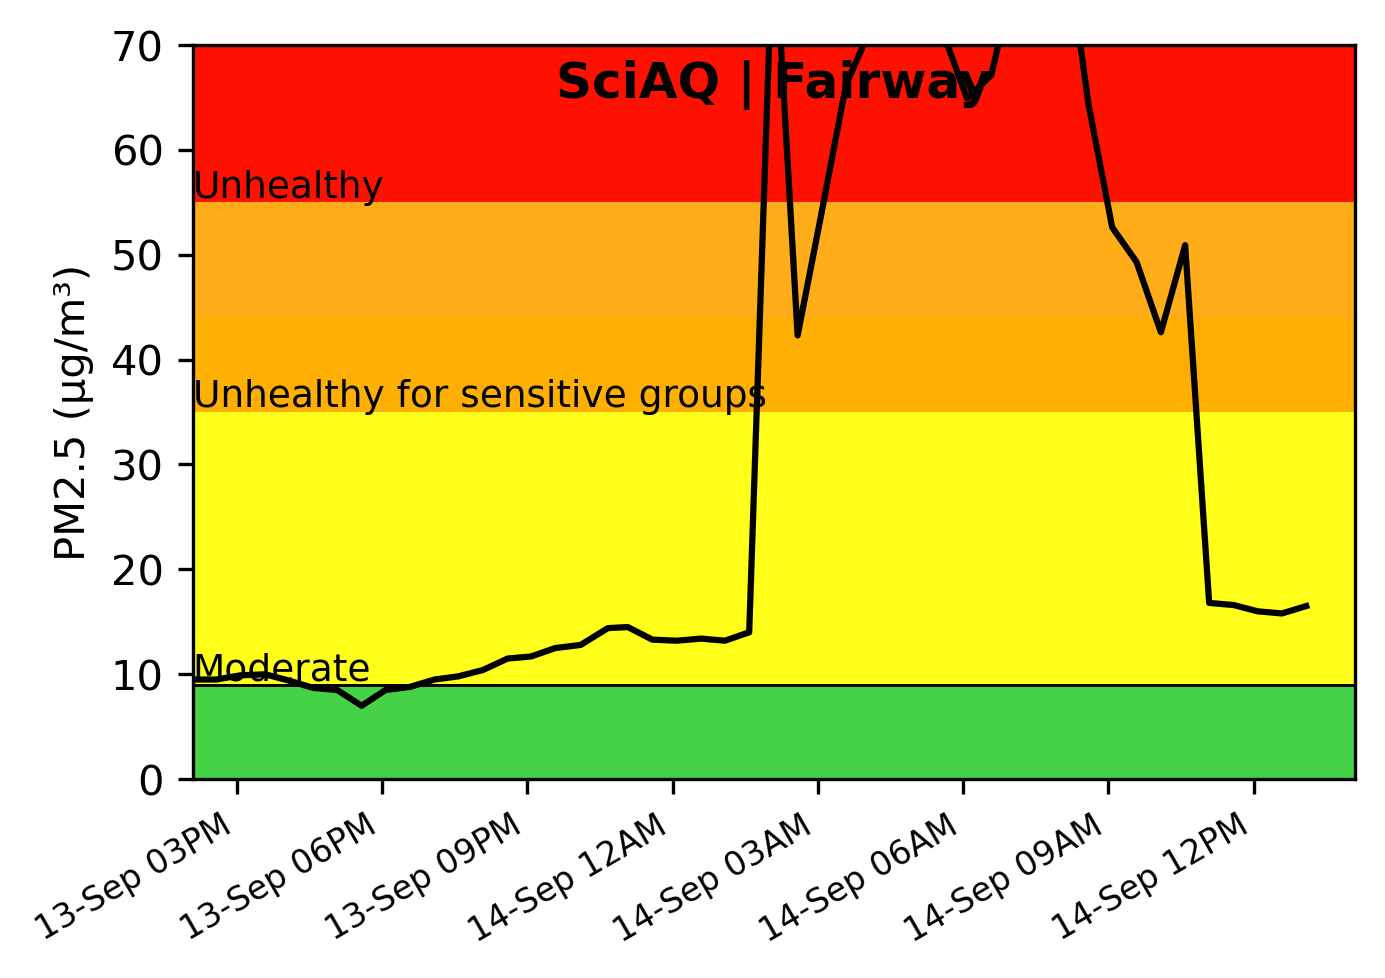 SciAQ | Fairway
PM2.5 (μg/m³)
70
60
50
40
30
20
10
0
Unhealthy
Unhealthy for sensitive groups
Moderate
13-Sep 03PM
13-Sep 06PM
13-Sep 09PM
14-Sep 12AM
14-Sep 03AM
14-Sep 06AM
14-Sep 09AM
14-Sep 12PM